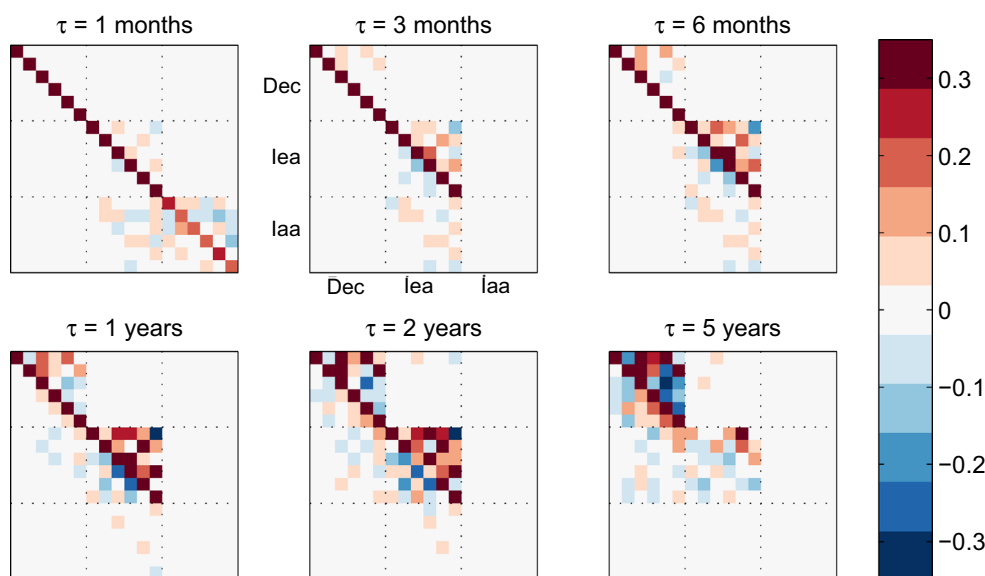 τ = 1 months
τ = 3 months
τ = 6 months
Dec
Iea
Iaa
Dec
Iea
Iaa
0.3
0.2
0.1
0
−0.1
−0.2
−0.3
τ = 1 years
τ = 2 years
τ = 5 years